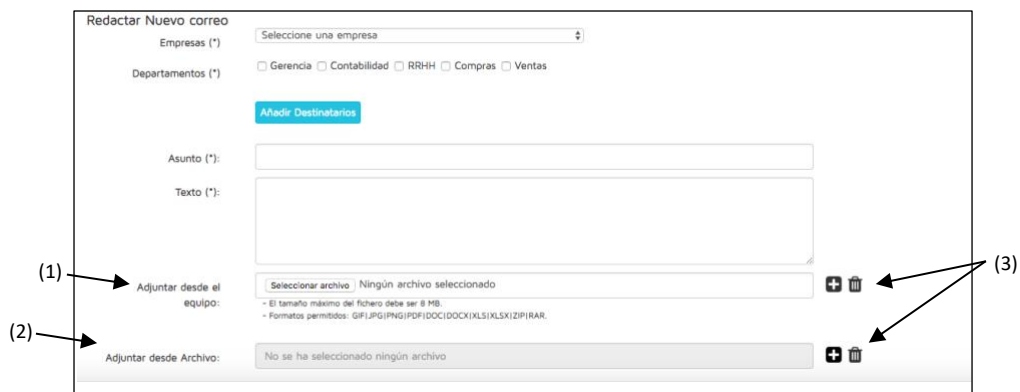 Redactar Nuevo correo
Empresas (*)
Seleccione una empresa
Departamentos (*)
Gerencia Contabilidad RRHH Compras Ventas
Añadir Destinatarios
Asunto (*):
Texto (*):
(1)
(3)
Adjuntar desde el
equipo:
Seleccionar archivo Ningún archivo seleccionado
- El tamaño máximo del fichero debe ser 8 MB.
- Formatos permitidos: GIF|JPG|PNG|PDF|DOC|DOCX|XLS|XLSX|ZIP|RAR.
(2)
Adjuntar desde Archivo:
No se ha seleccionado ningún archivo